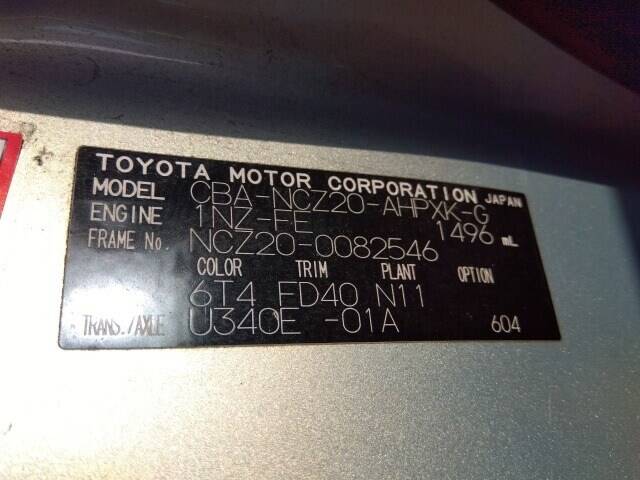 TOYOTA MOTOR CORPORATION JAPAN
MODEL CBA-NCZ20-AHPXK-G
ENGINE 1NZ-FE 1496 mL
FRAME No. NCZ20-0082546
COLOR TRIM PLANT OPTION
6T4 FD40 N11
TRANS./AXLE U340E -01A 604